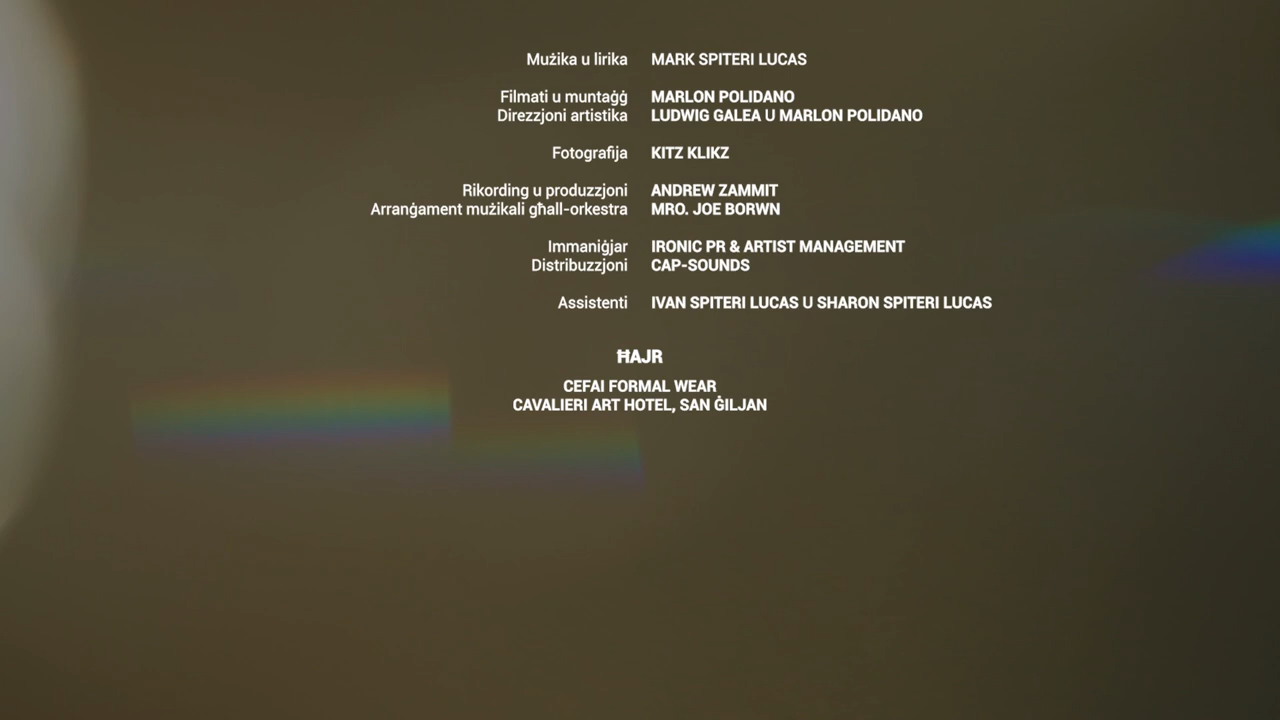 Mużika u lirika MARK SPITERI LUCAS
Filmati u muntaġġ MARLON POLIDANO
Direzzjoni artistika LUDWIG GALEA U MARLON POLIDANO
Fotografija KITZ KLIKZ
Rikording u produzzjoni ANDREW ZAMMIT
Arranġament mużikali għall-orkestra MRO. JOE BORWN
Immaniġjar IRONIC PR & ARTIST MANAGEMENT
Distribuzzjoni CAP-SOUNDS
Assistenti IVAN SPITERI LUCAS U SHARON SPITERI LUCAS
ĦAJR
CEFAI FORMAL WEAR
CAVALIERI ART HOTEL, SAN ĠILJAN